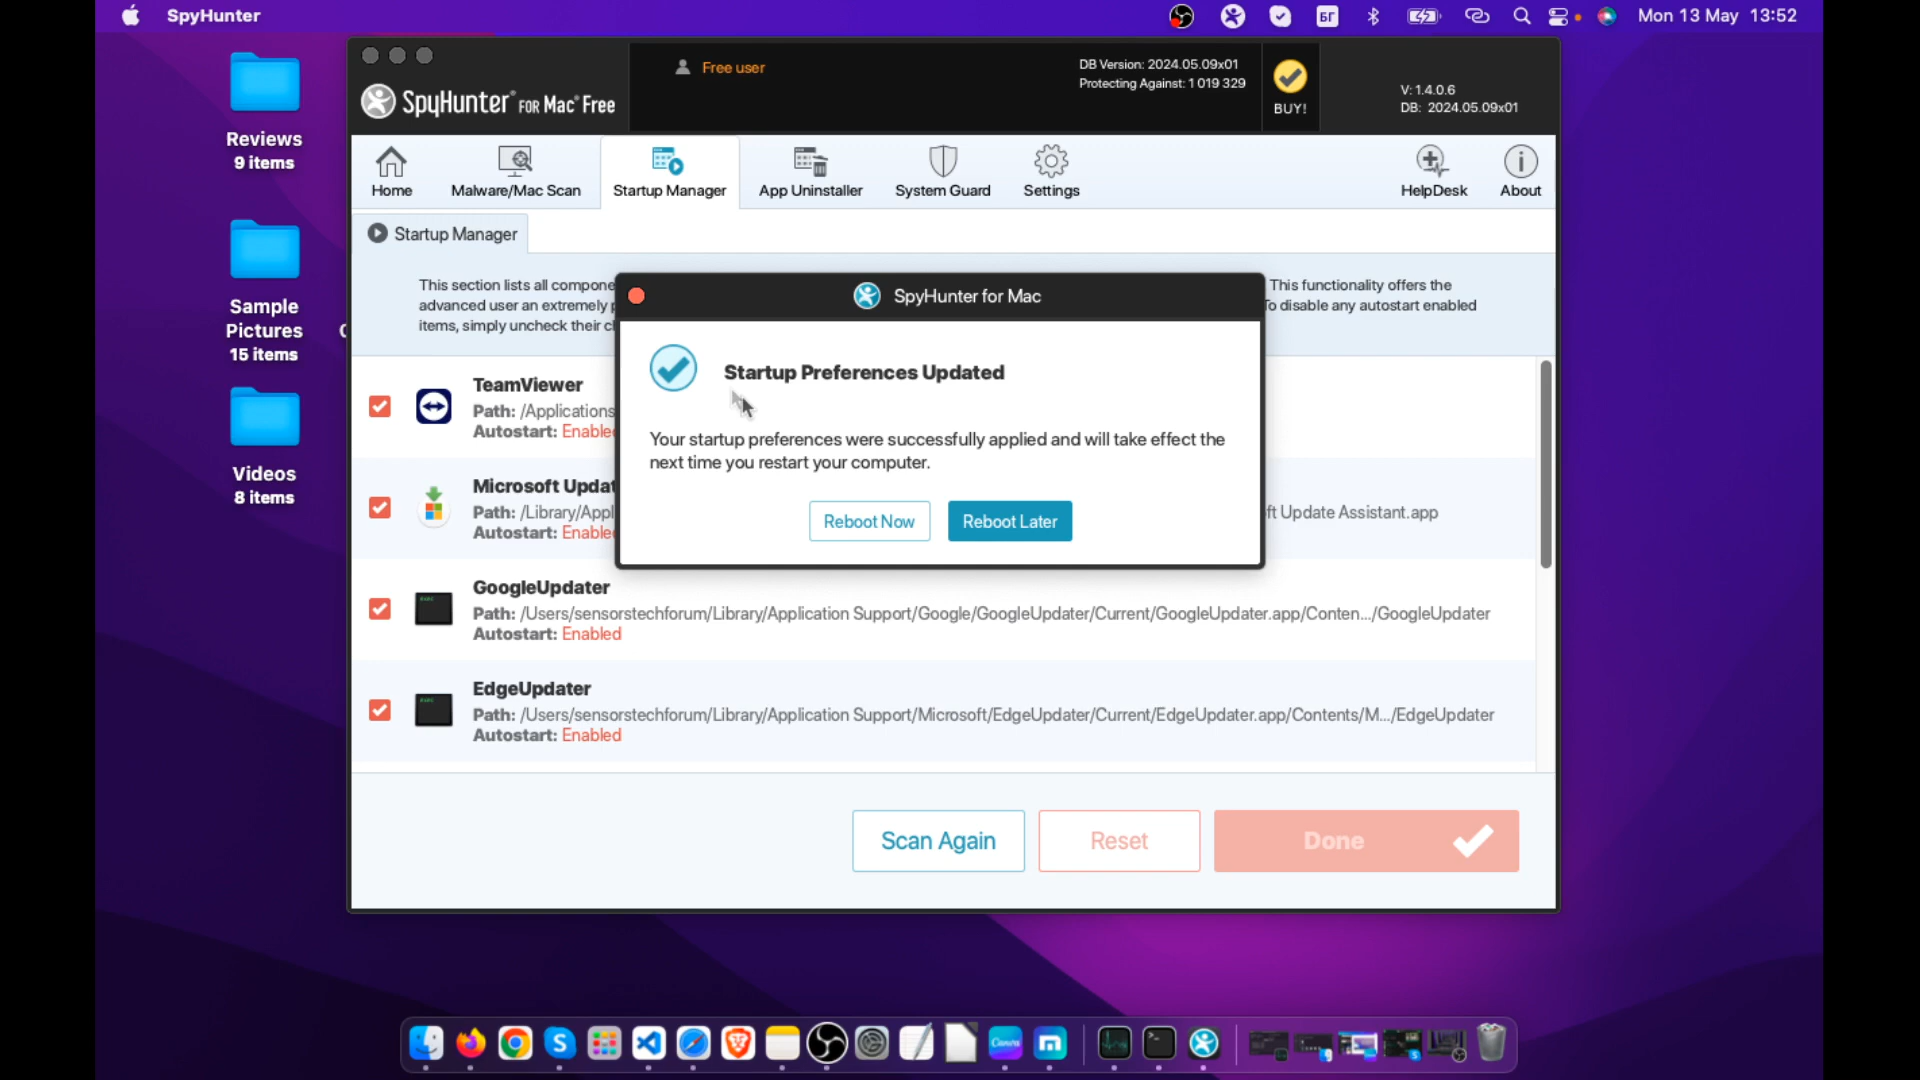 SpyHunter
БГ
Mon 13 May 13:52
Reviews
9 items
Sample
Pictures
15 items
Videos
8 items
SpyHunter® FOR Mac® Free
Free user
DB Version: 2024.05.09x01
Protecting Against: 1 019 329
BUY!
V: 1.4.0.6
DB: 2024.05.09x01
Home
Malware/Mac Scan
Startup Manager
App Uninstaller
System Guard
Settings
HelpDesk
About
Startup Manager
This section lists all compone
This functionality offers the
advanced user an extremely p
To disable any autostart enabled
items, simply uncheck their c
SpyHunter for Mac
Startup Preferences Updated
Your startup preferences were successfully applied and will take effect the
next time you restart your computer.
Reboot Now
Reboot Later
TeamViewer
Path: /Applications
Autostart: Enable
Microsoft Updat
Path: /Library/Appl
ft Update Assistant.app
Autostart: Enable
GoogleUpdater
Path: /Users/sensorstechforum/Library/Application Support/Google/GoogleUpdater/Current/GoogleUpdater.app/Conten.../GoogleUpdater
Autostart: Enabled
EdgeUpdater
Path: /Users/sensorstechforum/Library/Application Support/Microsoft/EdgeUpdater/Current/EdgeUpdater.app/Contents/M.../EdgeUpdater
Autostart: Enabled
Scan Again
Reset
Done
Canva